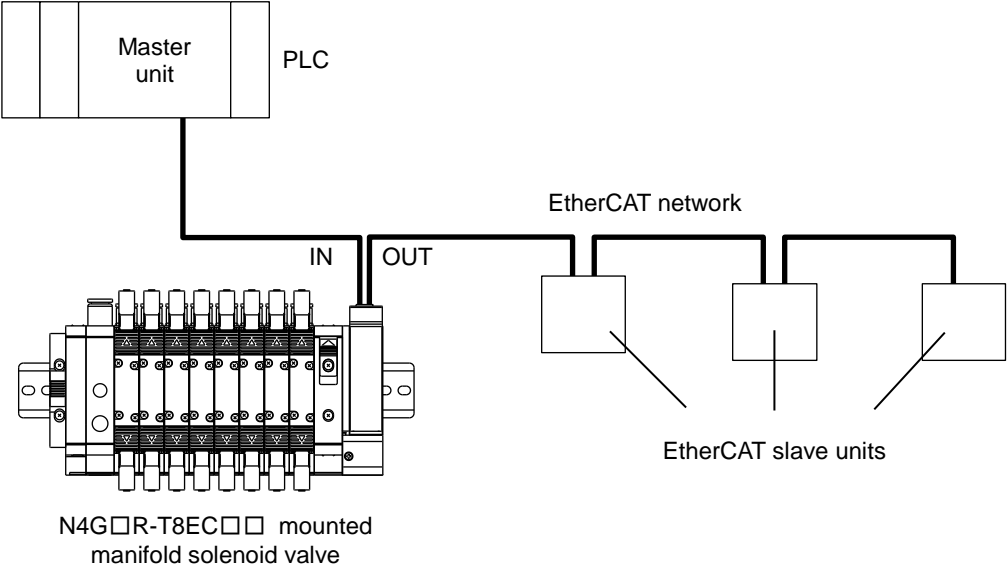 Master
unit
PLC
EtherCAT network
IN
OUT
EtherCAT slave units
N4G□R-T8EC□□ mounted
manifold solenoid valve